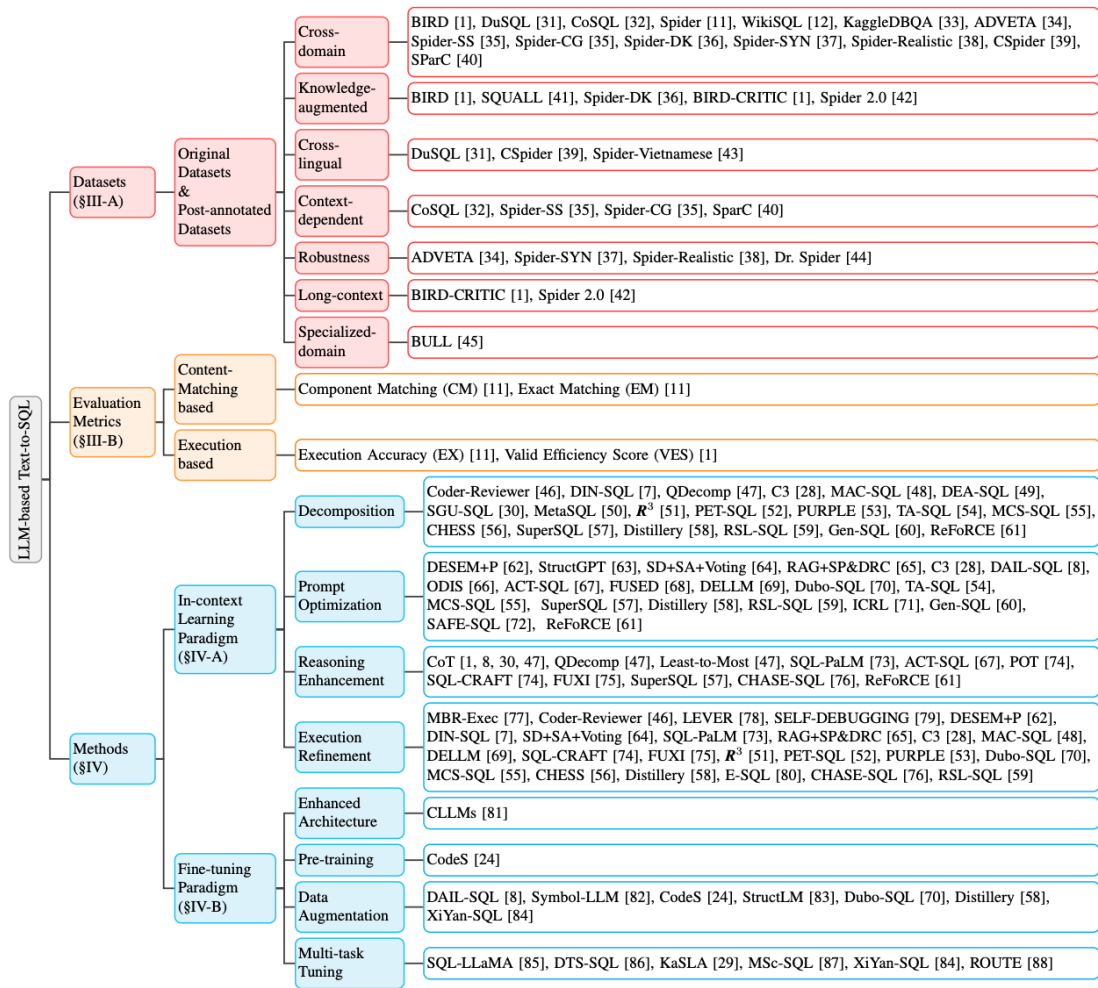 LLM-based Text-to-SQL
Datasets
(§III-A)
Original
Datasets
&
Post-annotated
Datasets
Cross-
domain
BIRD [1], DuSQL [31], CoSQL [32], Spider [11], WikiSQL [12], KaggleDBQA [33], ADVETA [34],
Spider-SS [35], Spider-CG [35], Spider-DK [36], Spider-SYN [37], Spider-Realistic [38], CSpider [39],
SParC [40]
Knowledge-
augmented
BIRD [1], SQUALL [41], Spider-DK [36], BIRD-CRITIC [1], Spider 2.0 [42]
Cross-
lingual
DuSQL [31], CSpider [39], Spider-Vietnamese [43]
Context-
dependent
CoSQL [32], Spider-SS [35], Spider-CG [35], SparC [40]
Robustness
ADVETA [34], Spider-SYN [37], Spider-Realistic [38], Dr. Spider [44]
Long-context
BIRD-CRITIC [1], Spider 2.0 [42]
Specialized-
domain
BULL [45]
Evaluation
Metrics
(§III-B)
Content-
Matching
based
Component Matching (CM) [11], Exact Matching (EM) [11]
Execution
based
Execution Accuracy (EX) [11], Valid Efficiency Score (VES) [1]
Methods
(§IV)
In-context
Learning
Paradigm
(§IV-A)
Decomposition
Coder-Reviewer [46], DIN-SQL [7], QDecomp [47], C3 [28], MAC-SQL [48], DEA-SQL [49],
SGU-SQL [30], MetaSQL [50], R³ [51], PET-SQL [52], PURPLE [53], TA-SQL [54], MCS-SQL [55],
CHESS [56], SuperSQL [57], Distillery [58], RSL-SQL [59], Gen-SQL [60], ReFoRCE [61]
Prompt
Optimization
DESEM+P [62], StructGPT [63], SD+SA+Voting [64], RAG+SP&DRC [65], C3 [28], DAIL-SQL [8],
ODIS [66], ACT-SQL [67], FUSED [68], DELLM [69], Dubo-SQL [70], TA-SQL [54],
MCS-SQL [55], SuperSQL [57], Distillery [58], RSL-SQL [59], ICRL [71], Gen-SQL [60],
SAFE-SQL [72], ReFoRCE [61]
Reasoning
Enhancement
CoT [1, 8, 30, 47], QDecomp [47], Least-to-Most [47], SQL-PaLM [73], ACT-SQL [67], POT [74],
SQL-CRAFT [74], FUXI [75], SuperSQL [57], CHASE-SQL [76], ReFoRCE [61]
Execution
Refinement
MBR-Exec [77], Coder-Reviewer [46], LEVER [78], SELF-DEBUGGING [79], DESEM+P [62],
DIN-SQL [7], SD+SA+Voting [64], SQL-PaLM [73], RAG+SP&DRC [65], C3 [28], MAC-SQL [48],
DELLM [69], SQL-CRAFT [74], FUXI [75], R³ [51], PET-SQL [52], PURPLE [53], Dubo-SQL [70],
MCS-SQL [55], CHESS [56], Distillery [58], E-SQL [80], CHASE-SQL [76], RSL-SQL [59]
Fine-tuning
Paradigm
(§IV-B)
Enhanced
Architecture
CLLMs [81]
Pre-training
CodeS [24]
Data
Augmentation
DAIL-SQL [8], Symbol-LLM [82], CodeS [24], StructLM [83], Dubo-SQL [70], Distillery [58],
XiYan-SQL [84]
Multi-task
Tuning
SQL-LLaMA [85], DTS-SQL [86], KaSLA [29], MSc-SQL [87], XiYan-SQL [84], ROUTE [88]